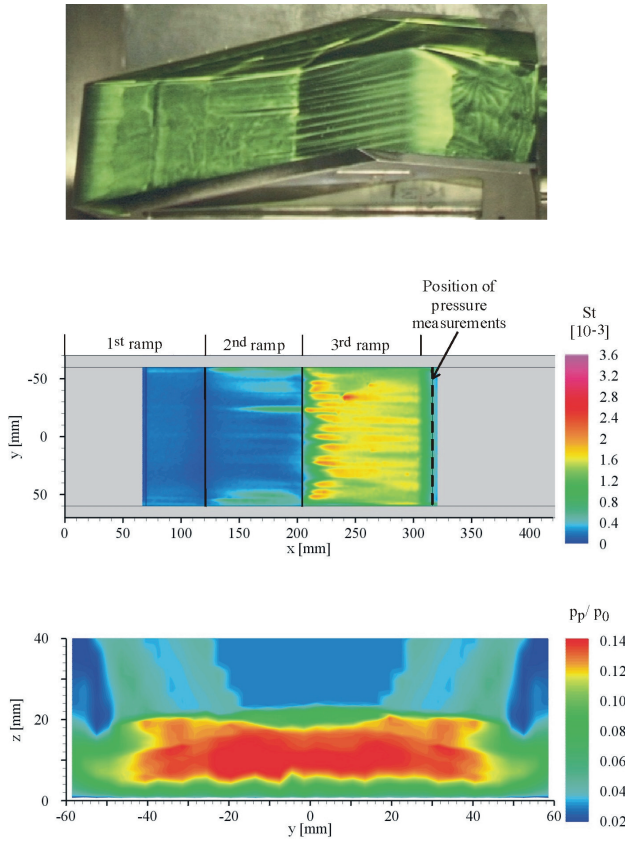 Position of
pressure
measurements
St
[10-3]
1st ramp
2nd ramp
3rd ramp
3.6
3.2
2.8
2.4
2
1.6
1.2
0.8
0.4
0
-50
0
50
y [mm]
0 50 100 150 200 250 300 350 400
x [mm]
pp/ p0
40
20
0
z [mm]
-60 -40 -20 0 20 40 60
y [mm]
0.14
0.12
0.10
0.08
0.06
0.04
0.02